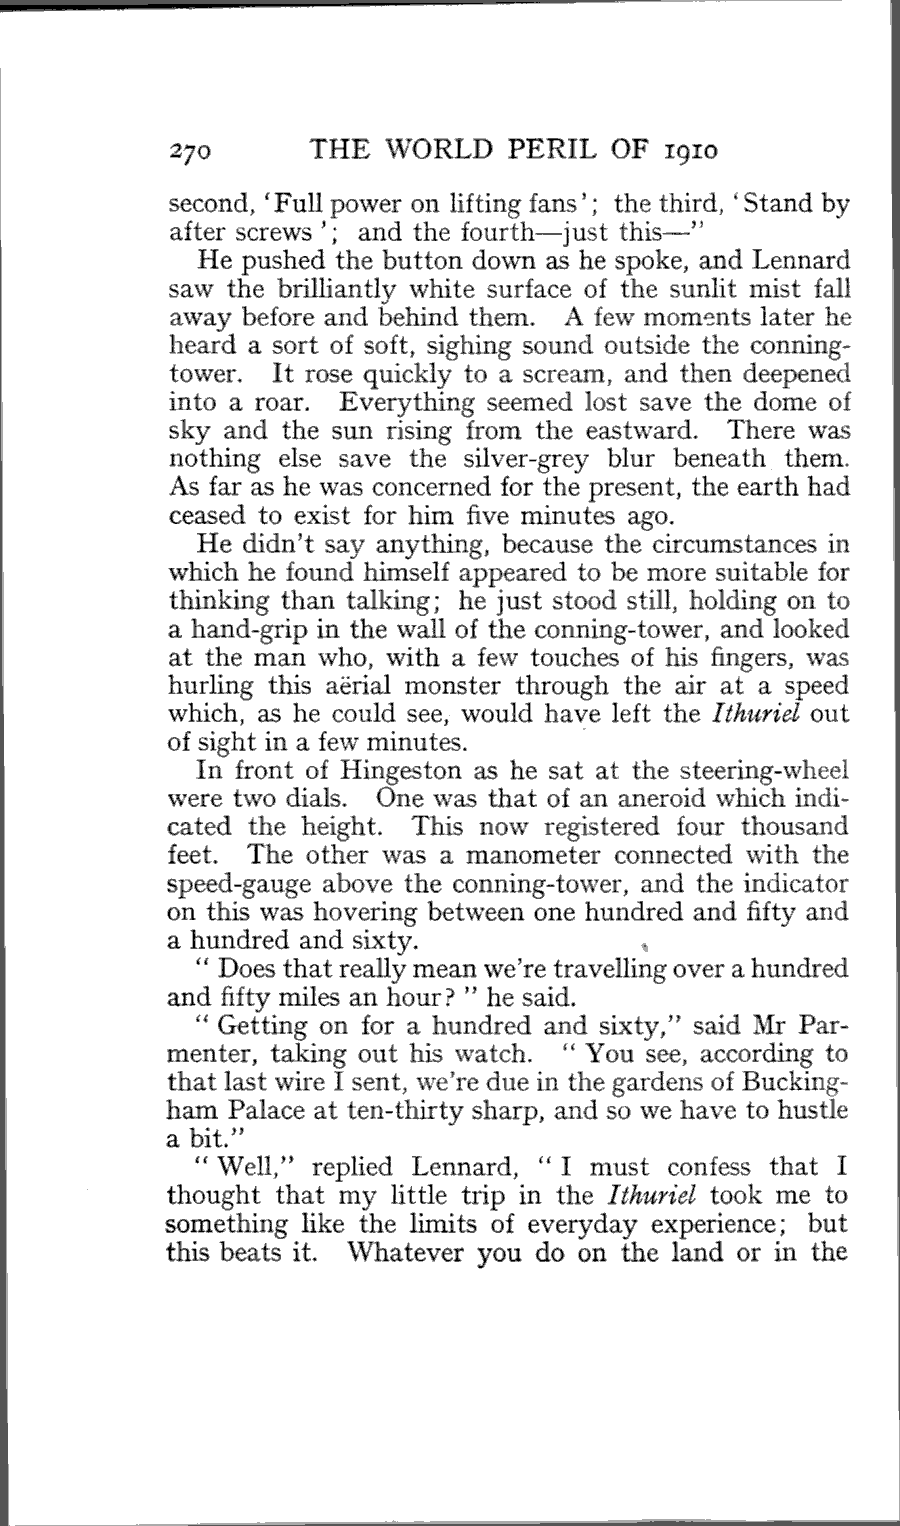 270 THE WORLD PERIL OF 1910
second, ‘Full power on lifting fans’; the third, ‘Stand by
after screws’; and the fourth—just this—”
He pushed the button down as he spoke, and Lennard
saw the brilliantly white surface of the sunlit mist fall
away before and behind them. A few moments later he
heard a sort of soft, sighing sound outside the conning-
tower. It rose quickly to a scream, and then deepened
into a roar. Everything seemed lost save the dome of
sky and the sun rising from the eastward. There was
nothing else save the silver-grey blur beneath them.
As far as he was concerned for the present, the earth had
ceased to exist for him five minutes ago.
He didn’t say anything, because the circumstances in
which he found himself appeared to be more suitable for
thinking than talking; he just stood still, holding on to
a hand-grip in the wall of the conning-tower, and looked
at the man who, with a few touches of his fingers, was
hurling this aërial monster through the air at a speed
which, as he could see, would have left the Ithuriel out
of sight in a few minutes.
In front of Hingeston as he sat at the steering-wheel
were two dials. One was that of an aneroid which indi-
cated the height. This now registered four thousand
feet. The other was a manometer connected with the
speed-gauge above the conning-tower, and the indicator
on this was hovering between one hundred and fifty and
a hundred and sixty.
“ Does that really mean we’re travelling over a hundred
and fifty miles an hour? ” he said.
“ Getting on for a hundred and sixty,” said Mr Par-
menter, taking out his watch. “ You see, according to
that last wire I sent, we’re due in the gardens of Bucking-
ham Palace at ten-thirty sharp, and so we have to hustle
a bit.”
“ Well,” replied Lennard, “ I must confess that I
thought that my little trip in the Ithuriel took me to
something like the limits of everyday experience; but
this beats it. Whatever you do on the land or in the